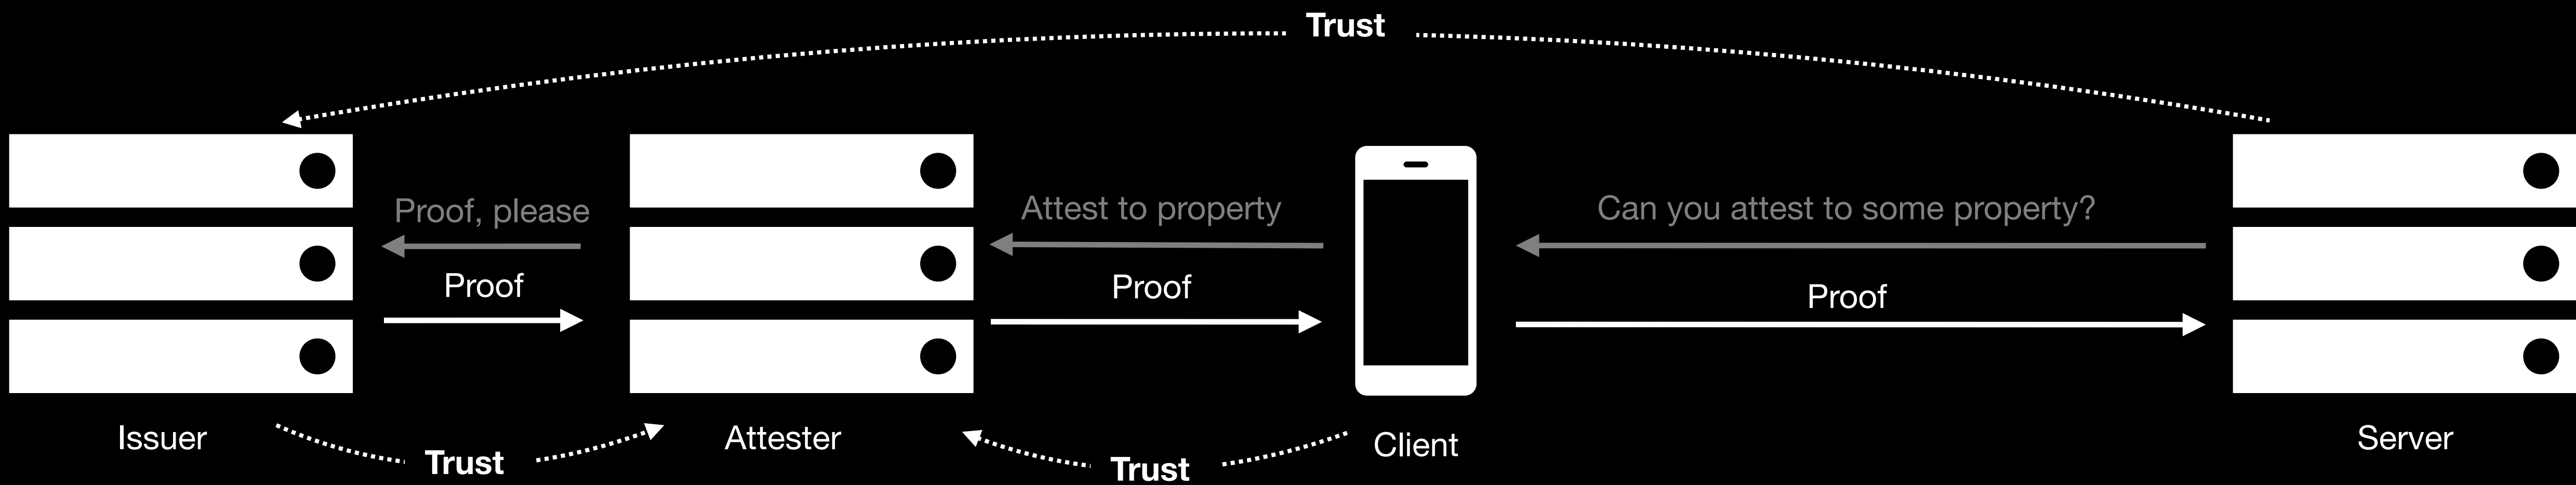 Trust
Proof, please
Attest to property
Can you attest to some property?
Proof
Proof
Proof
Issuer
Attester
Client
Server
Trust
Trust